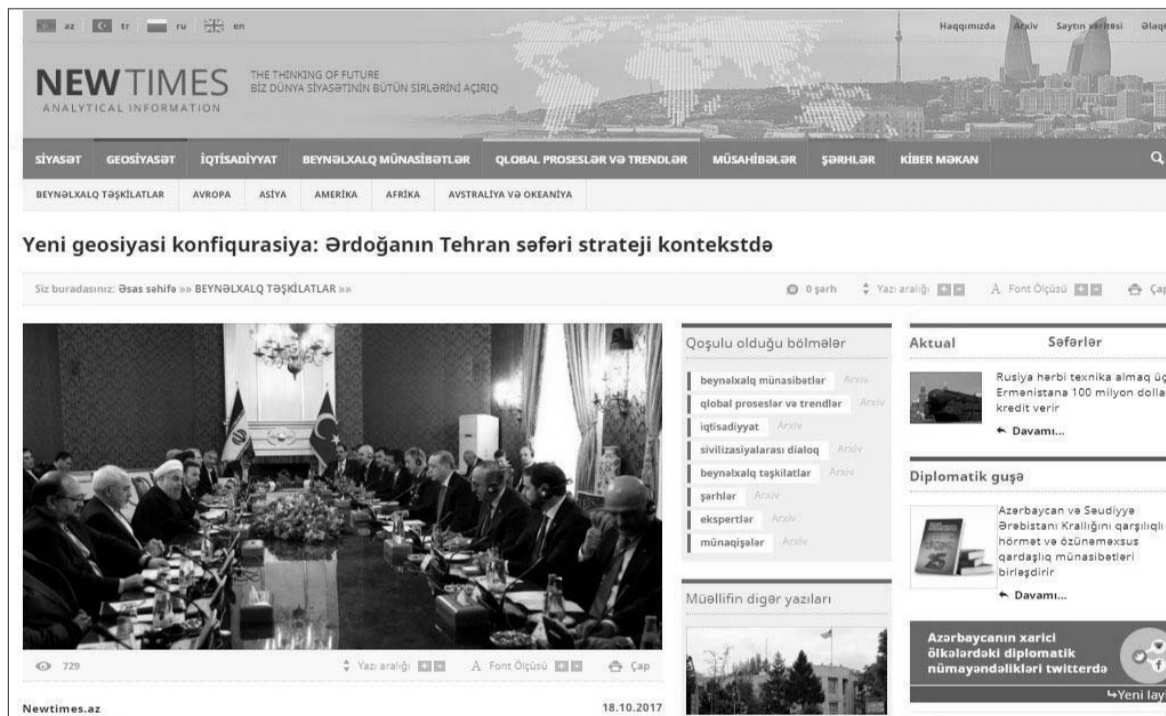 az tr ru en
Haqqımızda Arxiv Saytın xəritəsi
NEWTIMES
ANALYTICAL INFORMATION
THE THINKING OF FUTURE
BİZ DÜNYA SİYASƏTİNİN BÜTÜN SİRLƏRİNİ AÇIRIQ
SİYASƏT GEOSİYASƏT İQTİSADİYYAT BEYNƏLXALQ MÜNASİBƏTLƏR QLOBAL PROSESLƏR VƏ TRENDLƏR MÜSAHİBƏLƏR ŞƏRHLƏR KİBER MƏKAN
BEYNƏLXALQ TƏŞKİLATLAR AVROPA ASİYA AMERİKA AFRİKA AVSTRALİYA VƏ OKEANİYA
Yeni geosiyasi konfiqurasiya: Ərdoğanın Tehran səfəri strateji kontekstdə
Siz buradasınız: Əsas səhifə »» BEYNƏLXALQ TƏŞKİLATLAR »»
0 şərh Yazı aralığı A Font Ölçüsü Çap
729 Yazı aralığı A Font Ölçüsü Çap
Newtimes.az 18.10.2017
Qoşulu olduğu bölmələr
beynəlxalq münasibətlər Arxiv
qlobal proseslər və trendlər Arxiv
iqtisadiyyat Arxiv
sivilizasiyalarası dialoq Arxiv
beynəlxalq təşkilatlar Arxiv
şərhlər Arxiv
ekspertlər Arxiv
münaqişələr Arxiv
Müəllifin digər yazıları
Aktual Səfərlər
Rusiya hərbi texnika almaq üç
Ermənistana 100 milyon dolla
kredit verir
Davamı...
Diplomatik guşə
Azərbaycan və Səudiyyə
Ərəbistanı Krallığını qarşılıqlı
hörmət və özünəməxsus
qardaşlıq münasibətləri
birləşdirir
Davamı...
Azərbaycanın xarici
ölkələrdəki diplomatik
nümayəndəlikləri twitterdə
Yeni lay